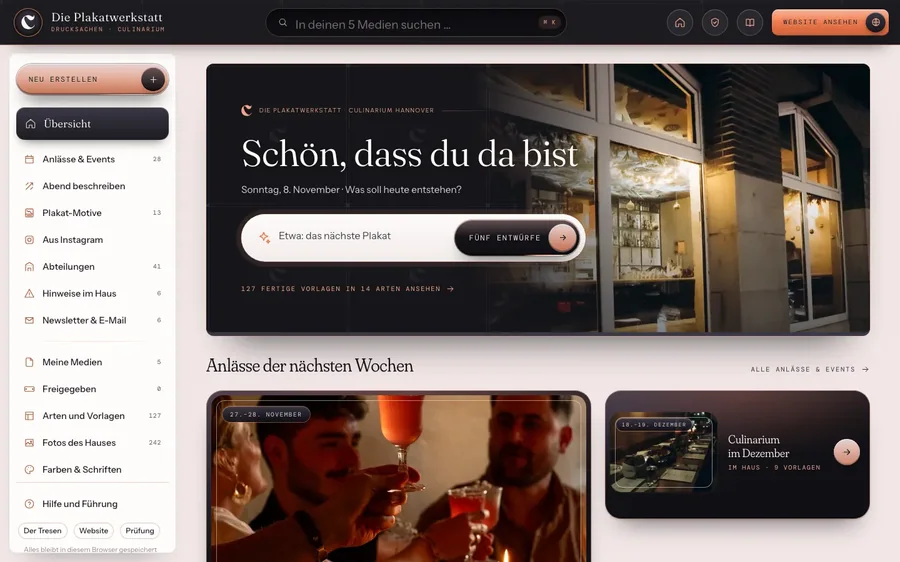 Die Plakatwerkstatt
DRUCKSACHEN · CULINARIUM
In deinen 5 Medien suchen …
⌘ K
WEBSITE ANSEHEN
NEU ERSTELLEN
Übersicht
Anlässe & Events 28
Abend beschreiben
Plakat-Motive 13
Aus Instagram
Abteilungen 41
Hinweise im Haus 6
Newsletter & E-Mail 6
Meine Medien 5
Freigegeben 0
Arten und Vorlagen 127
Fotos des Hauses 242
Farben & Schriften
Hilfe und Führung
Der Tresen
Website
Prüfung
Alles bleibt in diesem Browser gespeichert
DIE PLAKATWERKSTATT · CULINARIUM HANNOVER
Schön, dass du da bist
Sonntag, 8. November · Was soll heute entstehen?
Etwa: das nächste Plakat
FÜNF ENTWÜRFE →
127 FERTIGE VORLAGEN IN 14 ARTEN ANSEHEN →
Anlässe der nächsten Wochen
ALLE ANLÄSSE & EVENTS →
27.–28. NOVEMBER
18.–19. DEZEMBER
Culinarium
im Dezember
IM HAUS · 9 VORLAGEN